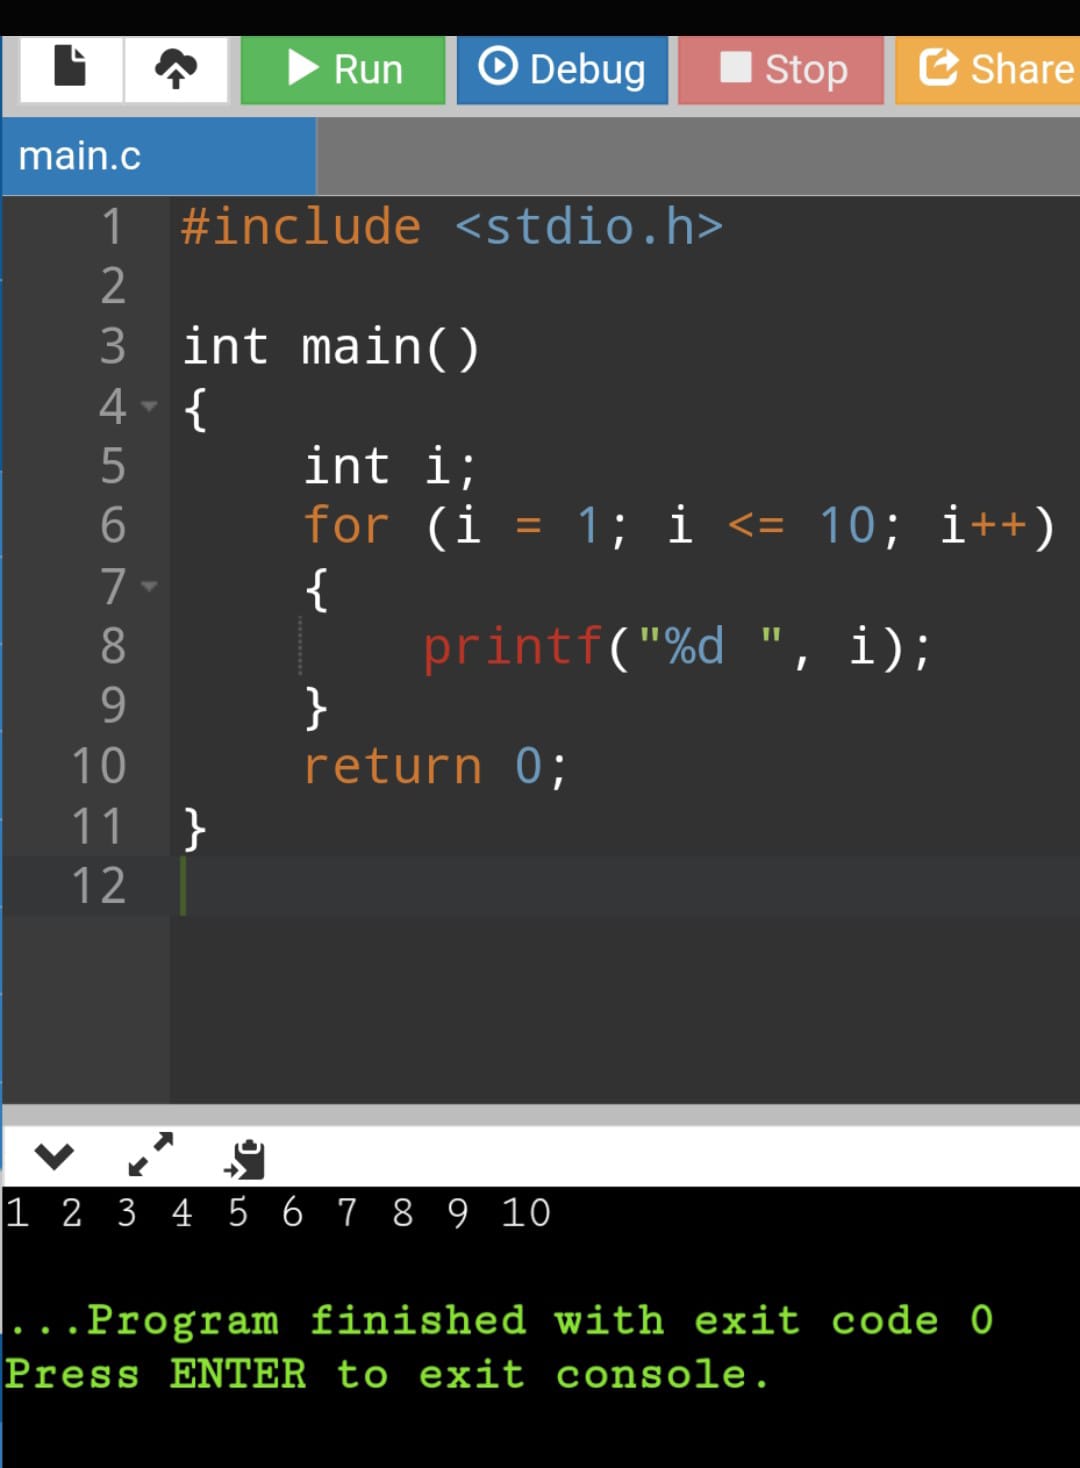 Run Debug Stop Share
main.c
1 #include <stdio.h>
2
3 int main()
4 {
5     int i;
6     for (i = 1; i <= 10; i++)
7     {
8         printf("%d ", i);
9     }
10     return 0;
11 }
12
1 2 3 4 5 6 7 8 9 10
...Program finished with exit code 0
Press ENTER to exit console.